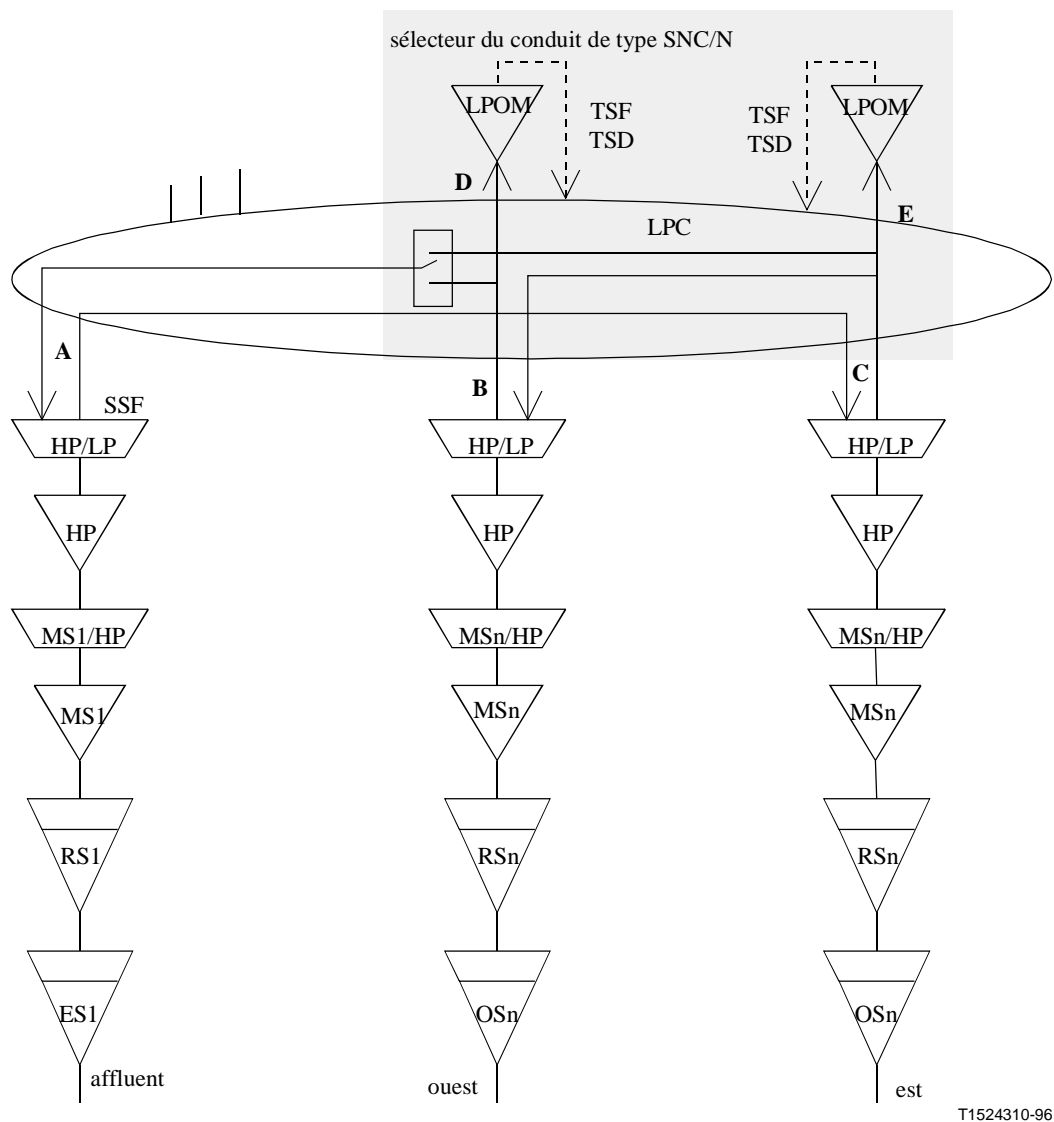 sélecteur du conduit de type SNC/N
LPOM
TSF
TSD
TSF
TSD
LPOM
D
E
LPC
A
B
C
SSF
HP/LP
HP/LP
HP/LP
HP
HP
HP
MS1/HP
MSn/HP
MSn/HP
MS1
MSn
MSn
RS1
RSn
RSn
ES1
OSn
OSn
affluent
ouest
est
T1524310-96